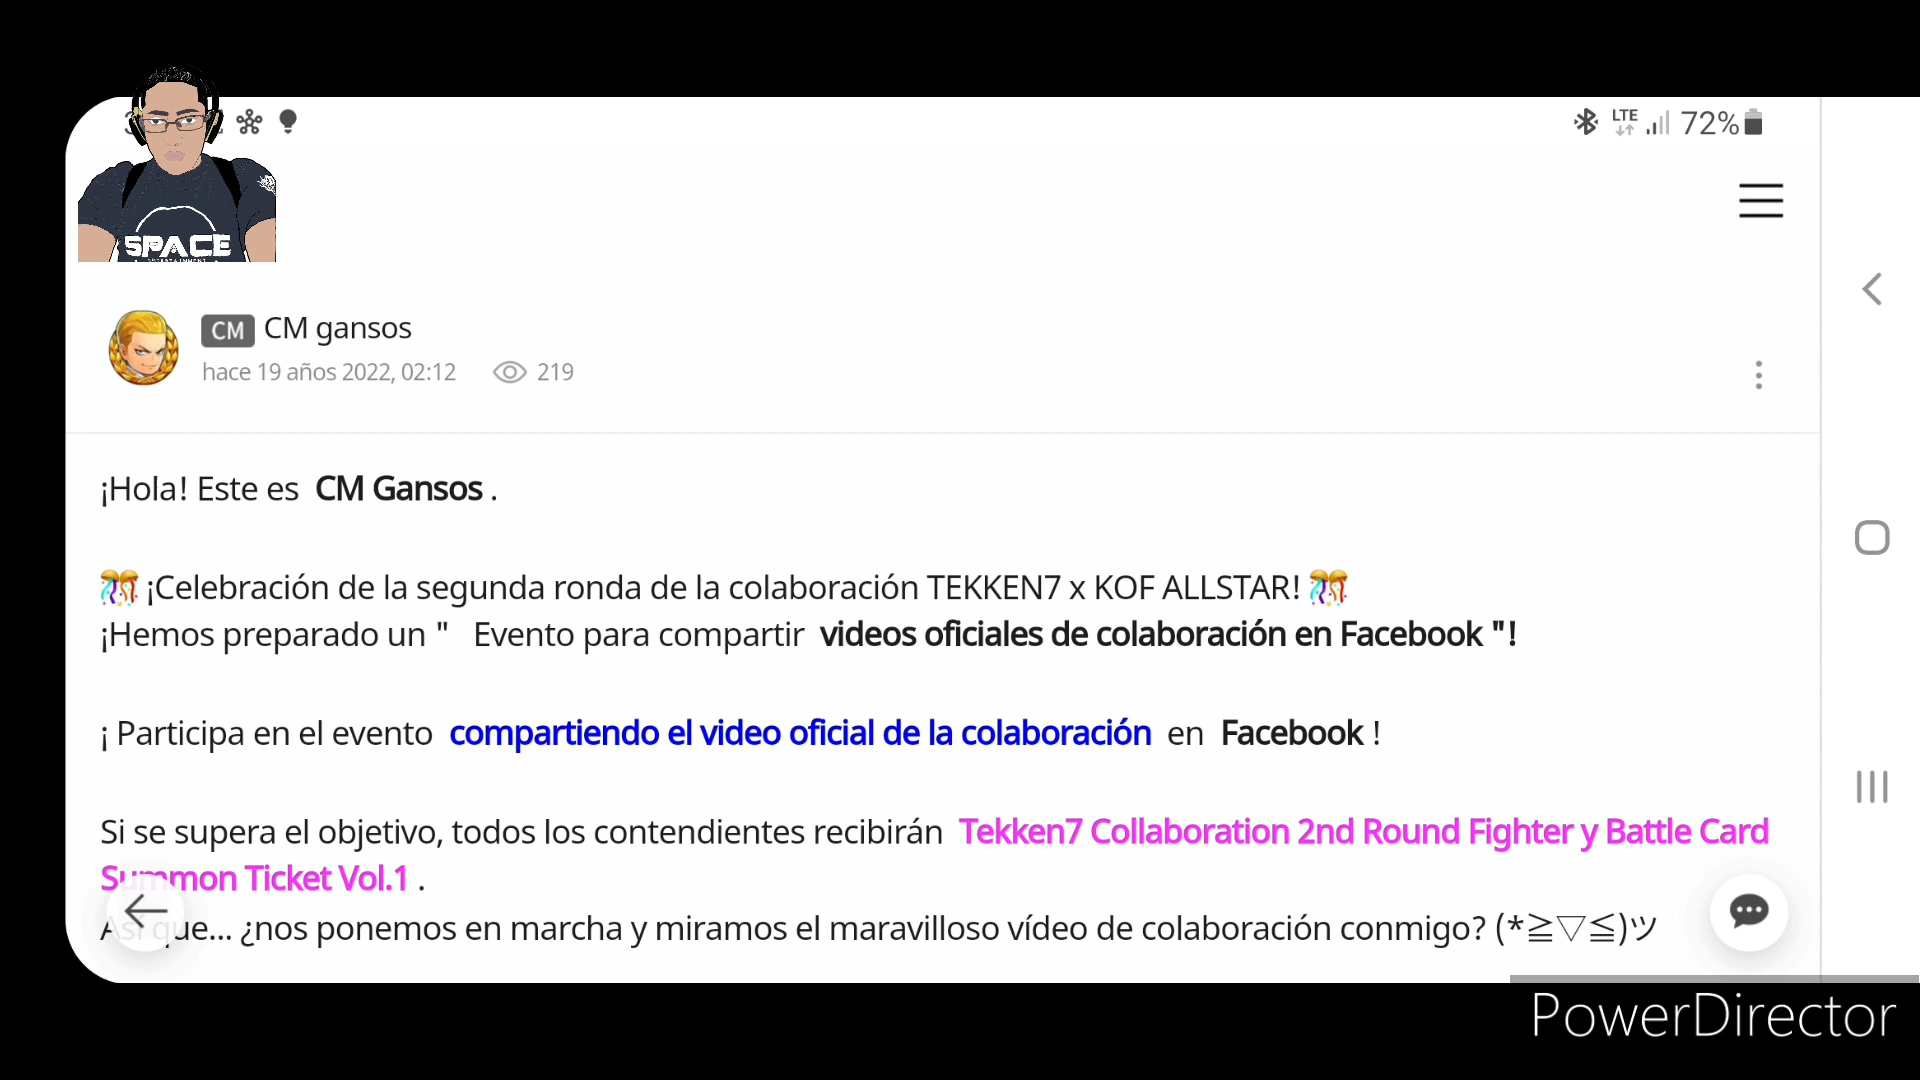 LTE 72%
SPACE
CM CM gansos
hace 19 años 2022, 02:12 219
¡Hola! Este es CM Gansos .
🎊 ¡Celebración de la segunda ronda de la colaboración TEKKEN7 x KOF ALLSTAR! 🎊
¡Hemos preparado un " Evento para compartir videos oficiales de colaboración en Facebook "!
¡ Participa en el evento compartiendo el video oficial de la colaboración en Facebook !
Si se supera el objetivo, todos los contendientes recibirán Tekken7 Collaboration 2nd Round Fighter y Battle Card
Summon Ticket Vol.1 .
Así que... ¿nos ponemos en marcha y miramos el maravilloso vídeo de colaboración conmigo? (*≧▽≦)ツ
PowerDirector